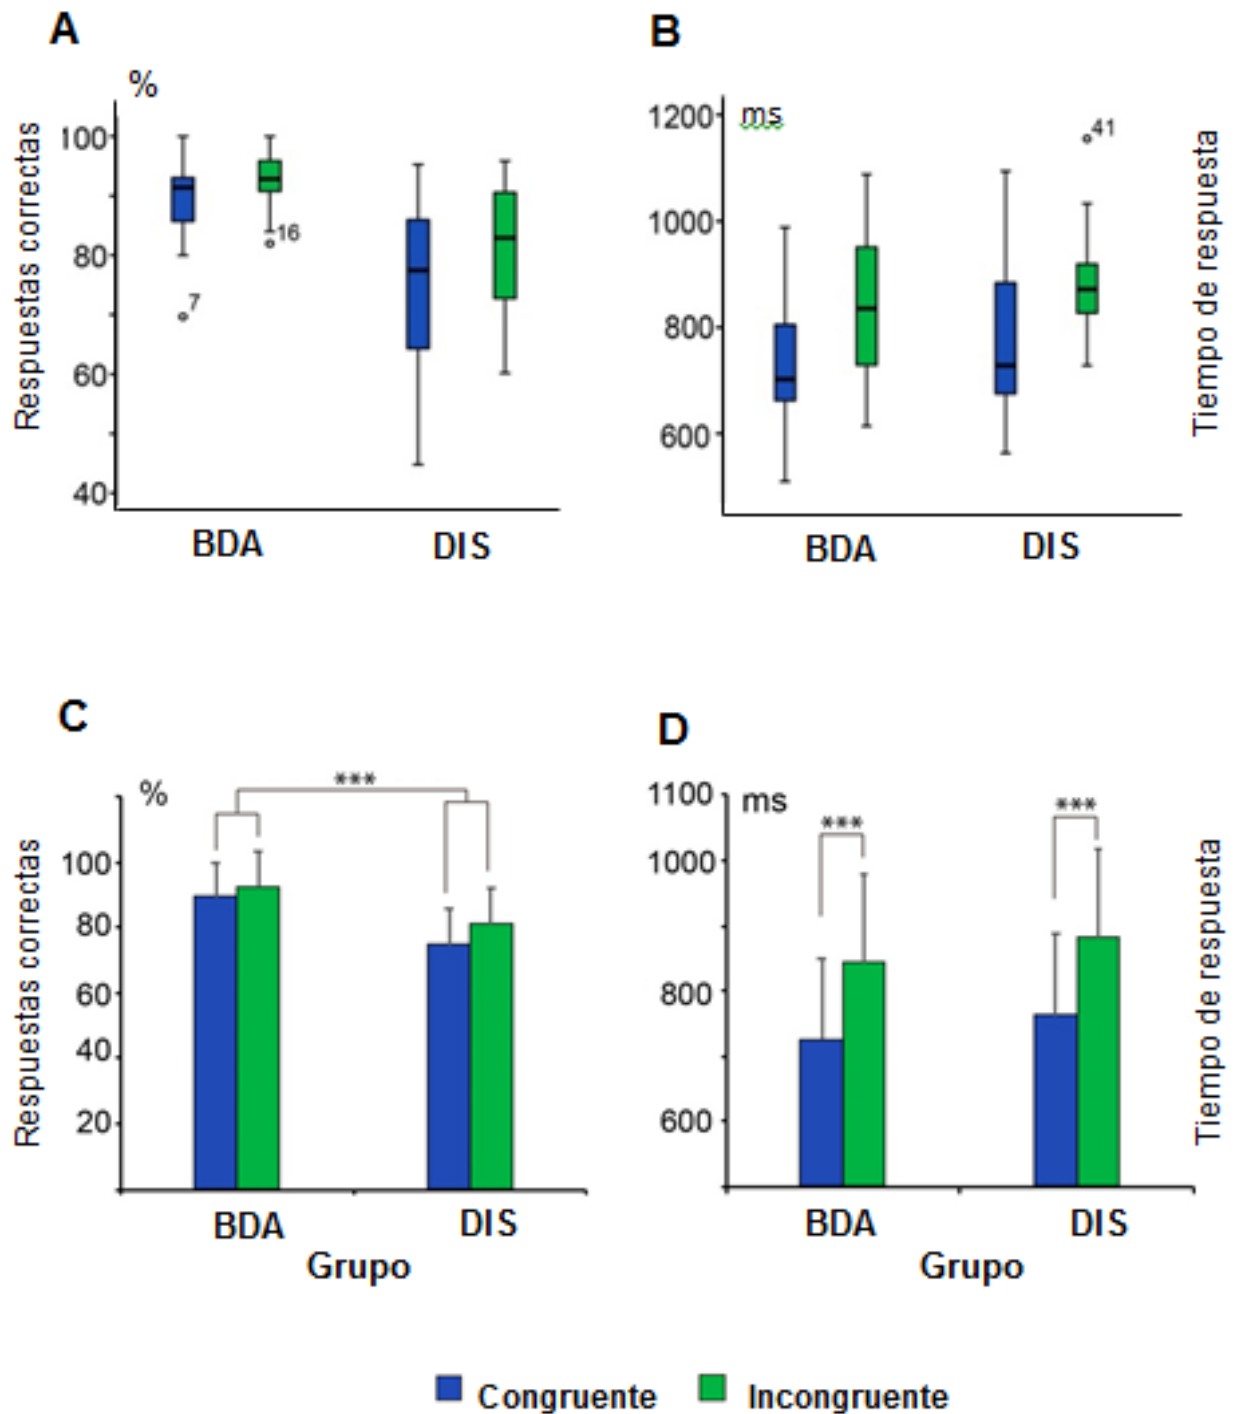 A
%
Respuestas correctas
100
80
60
40
7
16
BDA
DIS
B
ms
1200
1000
800
600
41
Tiempo de respuesta
BDA
DIS
C
%
***
Respuestas correctas
100
80
60
40
20
BDA
DIS
Grupo
D
ms
1100
1000
800
600
***
***
Tiempo de respuesta
BDA
DIS
Grupo
Congruente
Incongruente